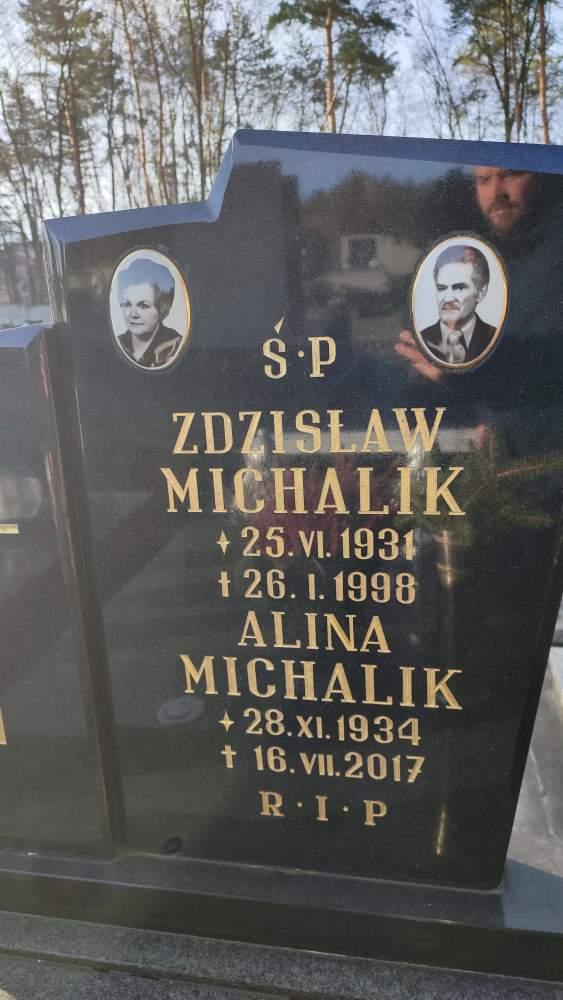 Ś·P
ZDZISŁAW
MICHALIK
✦ 25.VI.1931
✝ 26.I.1998
ALINA
MICHALIK
✦ 28.XI.1934
✝ 16.VII.2017
R·I·P